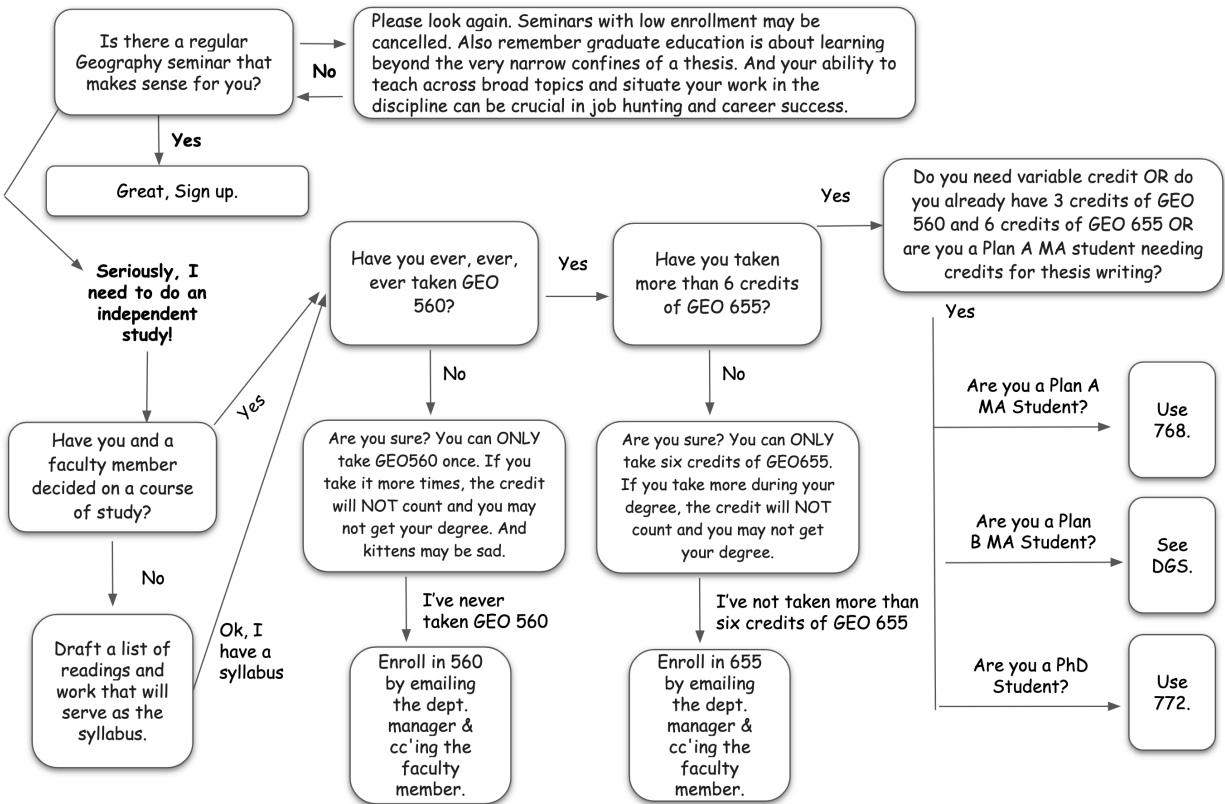 Is there a regular
Geography seminar that
makes sense for you?
No
Please look again. Seminars with low enrollment may be
cancelled. Also remember graduate education is about learning
beyond the very narrow confines of a thesis. And your ability to
teach across broad topics and situate your work in the
discipline can be crucial in job hunting and career success.
Yes
Great, Sign up.
Seriously, I
need to do an
independent
study!
Have you and a
faculty member
decided on a course
of study?
Yes
No
Draft a list of
readings and
work that will
serve as the
syllabus.
Ok, I
have a
syllabus
Have you ever, ever,
ever taken GEO
560?
Yes
No
Are you sure? You can ONLY
take GEO560 once. If you
take it more times, the credit
will NOT count and you may
not get your degree. And
kittens may be sad.
I've never
taken GEO 560
Enroll in 560
by emailing
the dept.
manager &
cc'ing the
faculty
member.
Have you taken
more than 6 credits
of GEO 655?
Yes
No
Are you sure? You can ONLY
take six credits of GEO655.
If you take more during your
degree, the credit will NOT
count and you may not get
your degree.
I've not taken more than
six credits of GEO 655
Enroll in 655
by emailing
the dept.
manager &
cc'ing the
faculty
member.
Do you need variable credit OR do
you already have 3 credits of GEO
560 and 6 credits of GEO 655 OR
are you a Plan A MA student needing
credits for thesis writing?
Yes
Are you a Plan A
MA Student?
Use
768.
Are you a Plan
B MA Student?
See
DGS.
Are you a PhD
Student?
Use
772.